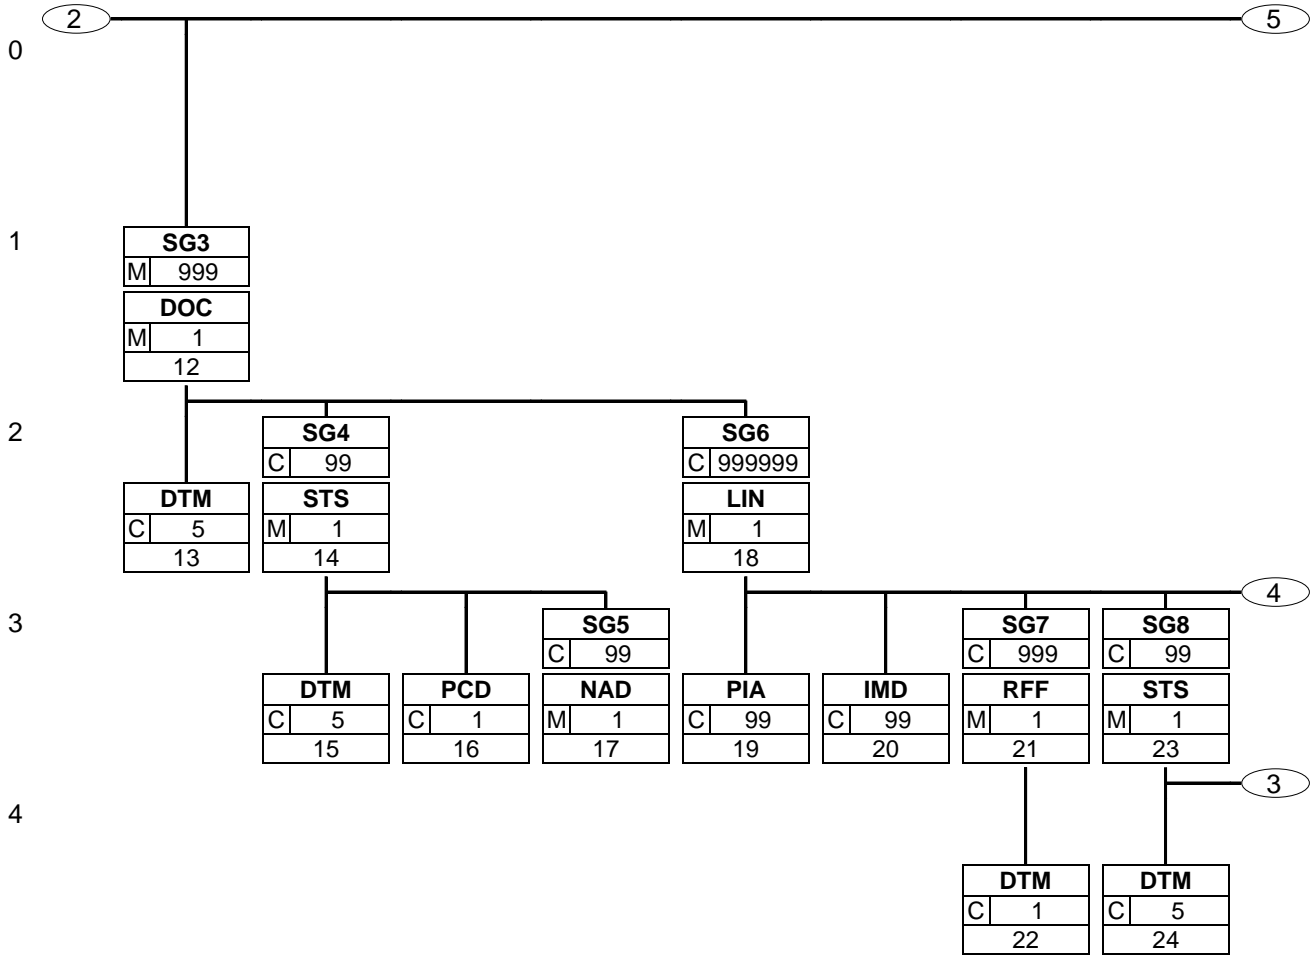 2 5
0
1
SG3
M 999
DOC
M 1
12
2
SG4 SG6
C 99 C 999999
DTM STS LIN
C 5 M 1 M 1
13 14 18
4
3
SG5 SG7 SG8
C 99 C 999 C 99
DTM PCD NAD PIA IMD RFF STS
C 5 C 1 M 1 C 99 C 99 M 1 M 1
15 16 17 19 20 21 23
3
4
DTM DTM
C 1 C 5
22 24